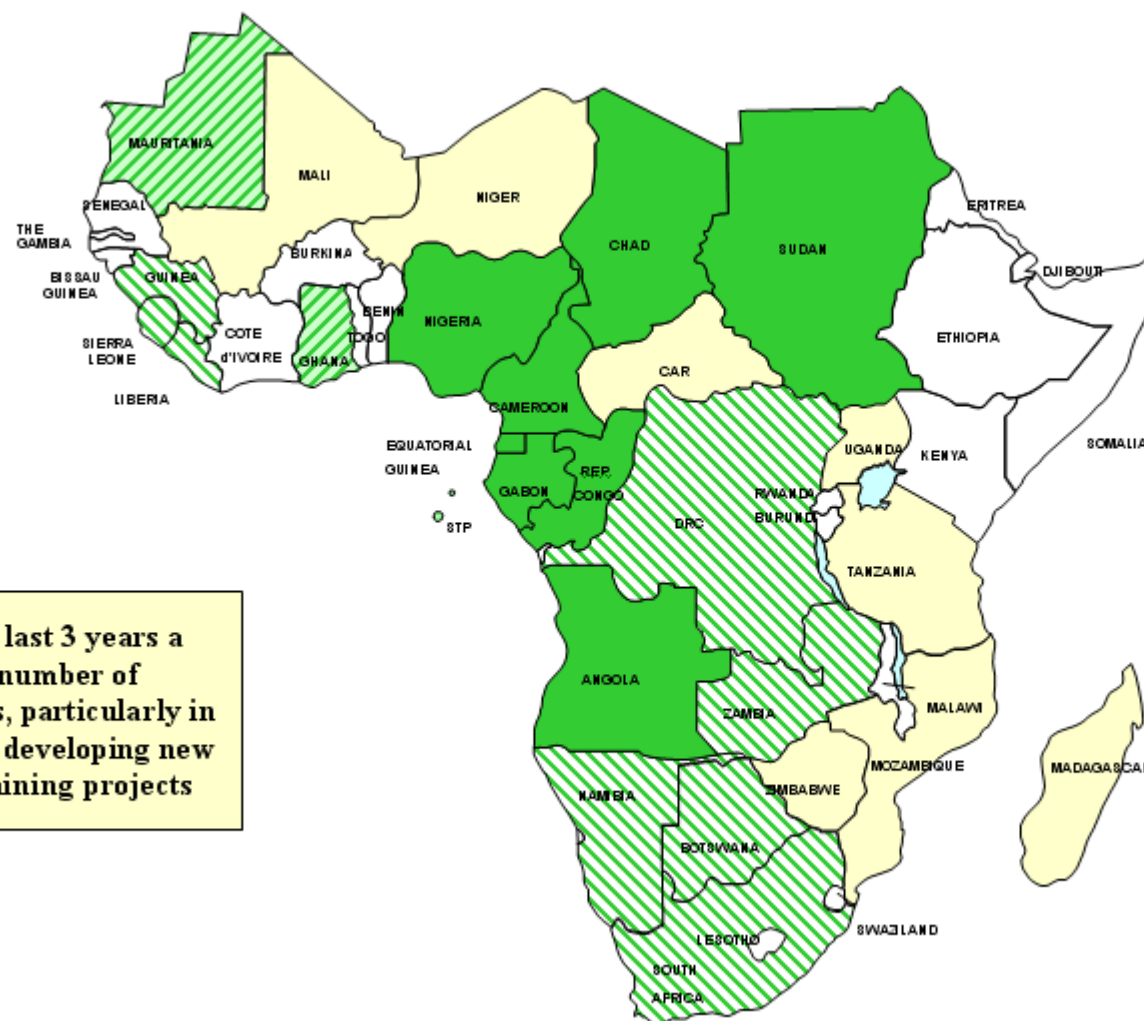 MAURITANIA
MALI
NIGER
CHAD
SUDAN
ERITREA
SENEGAL
THE
GAMBIA
BURKINA
DJIBOUTI
BISSAU
GUINEA
GUINEA
NIGERIA
BENIN
TOGO
COTE
d'IVOIRE
GHANA
SIERRA
LEONE
ETHIOPIA
LIBERIA
CAR
CAMEROON
EQUATORIAL
GUINEA
UGANDA
KENYA
SOMALIA
REP.
CONGO
GABON
RWANDA
BURUNDI
DRC
STP
TANZANIA
last 3 years a
number of
, particularly in
developing new
projects
ANGOLA
ZAMBIA
MALAWI
MOZAMBIQUE
MADAGASCAR
NAMIBIA
ZIMBABWE
BOTSWANA
SWAZILAND
LESOTHO
SOUTH
AFRICA